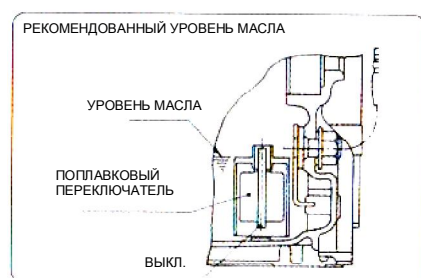 РЕКОМЕНДОВАННЫЙ УРОВЕНЬ МАСЛА
УРОВЕНЬ МАСЛА
ПОПЛАВКОВЫЙ
ПЕРЕКЛЮЧАТЕЛЬ
ВЫКЛ.